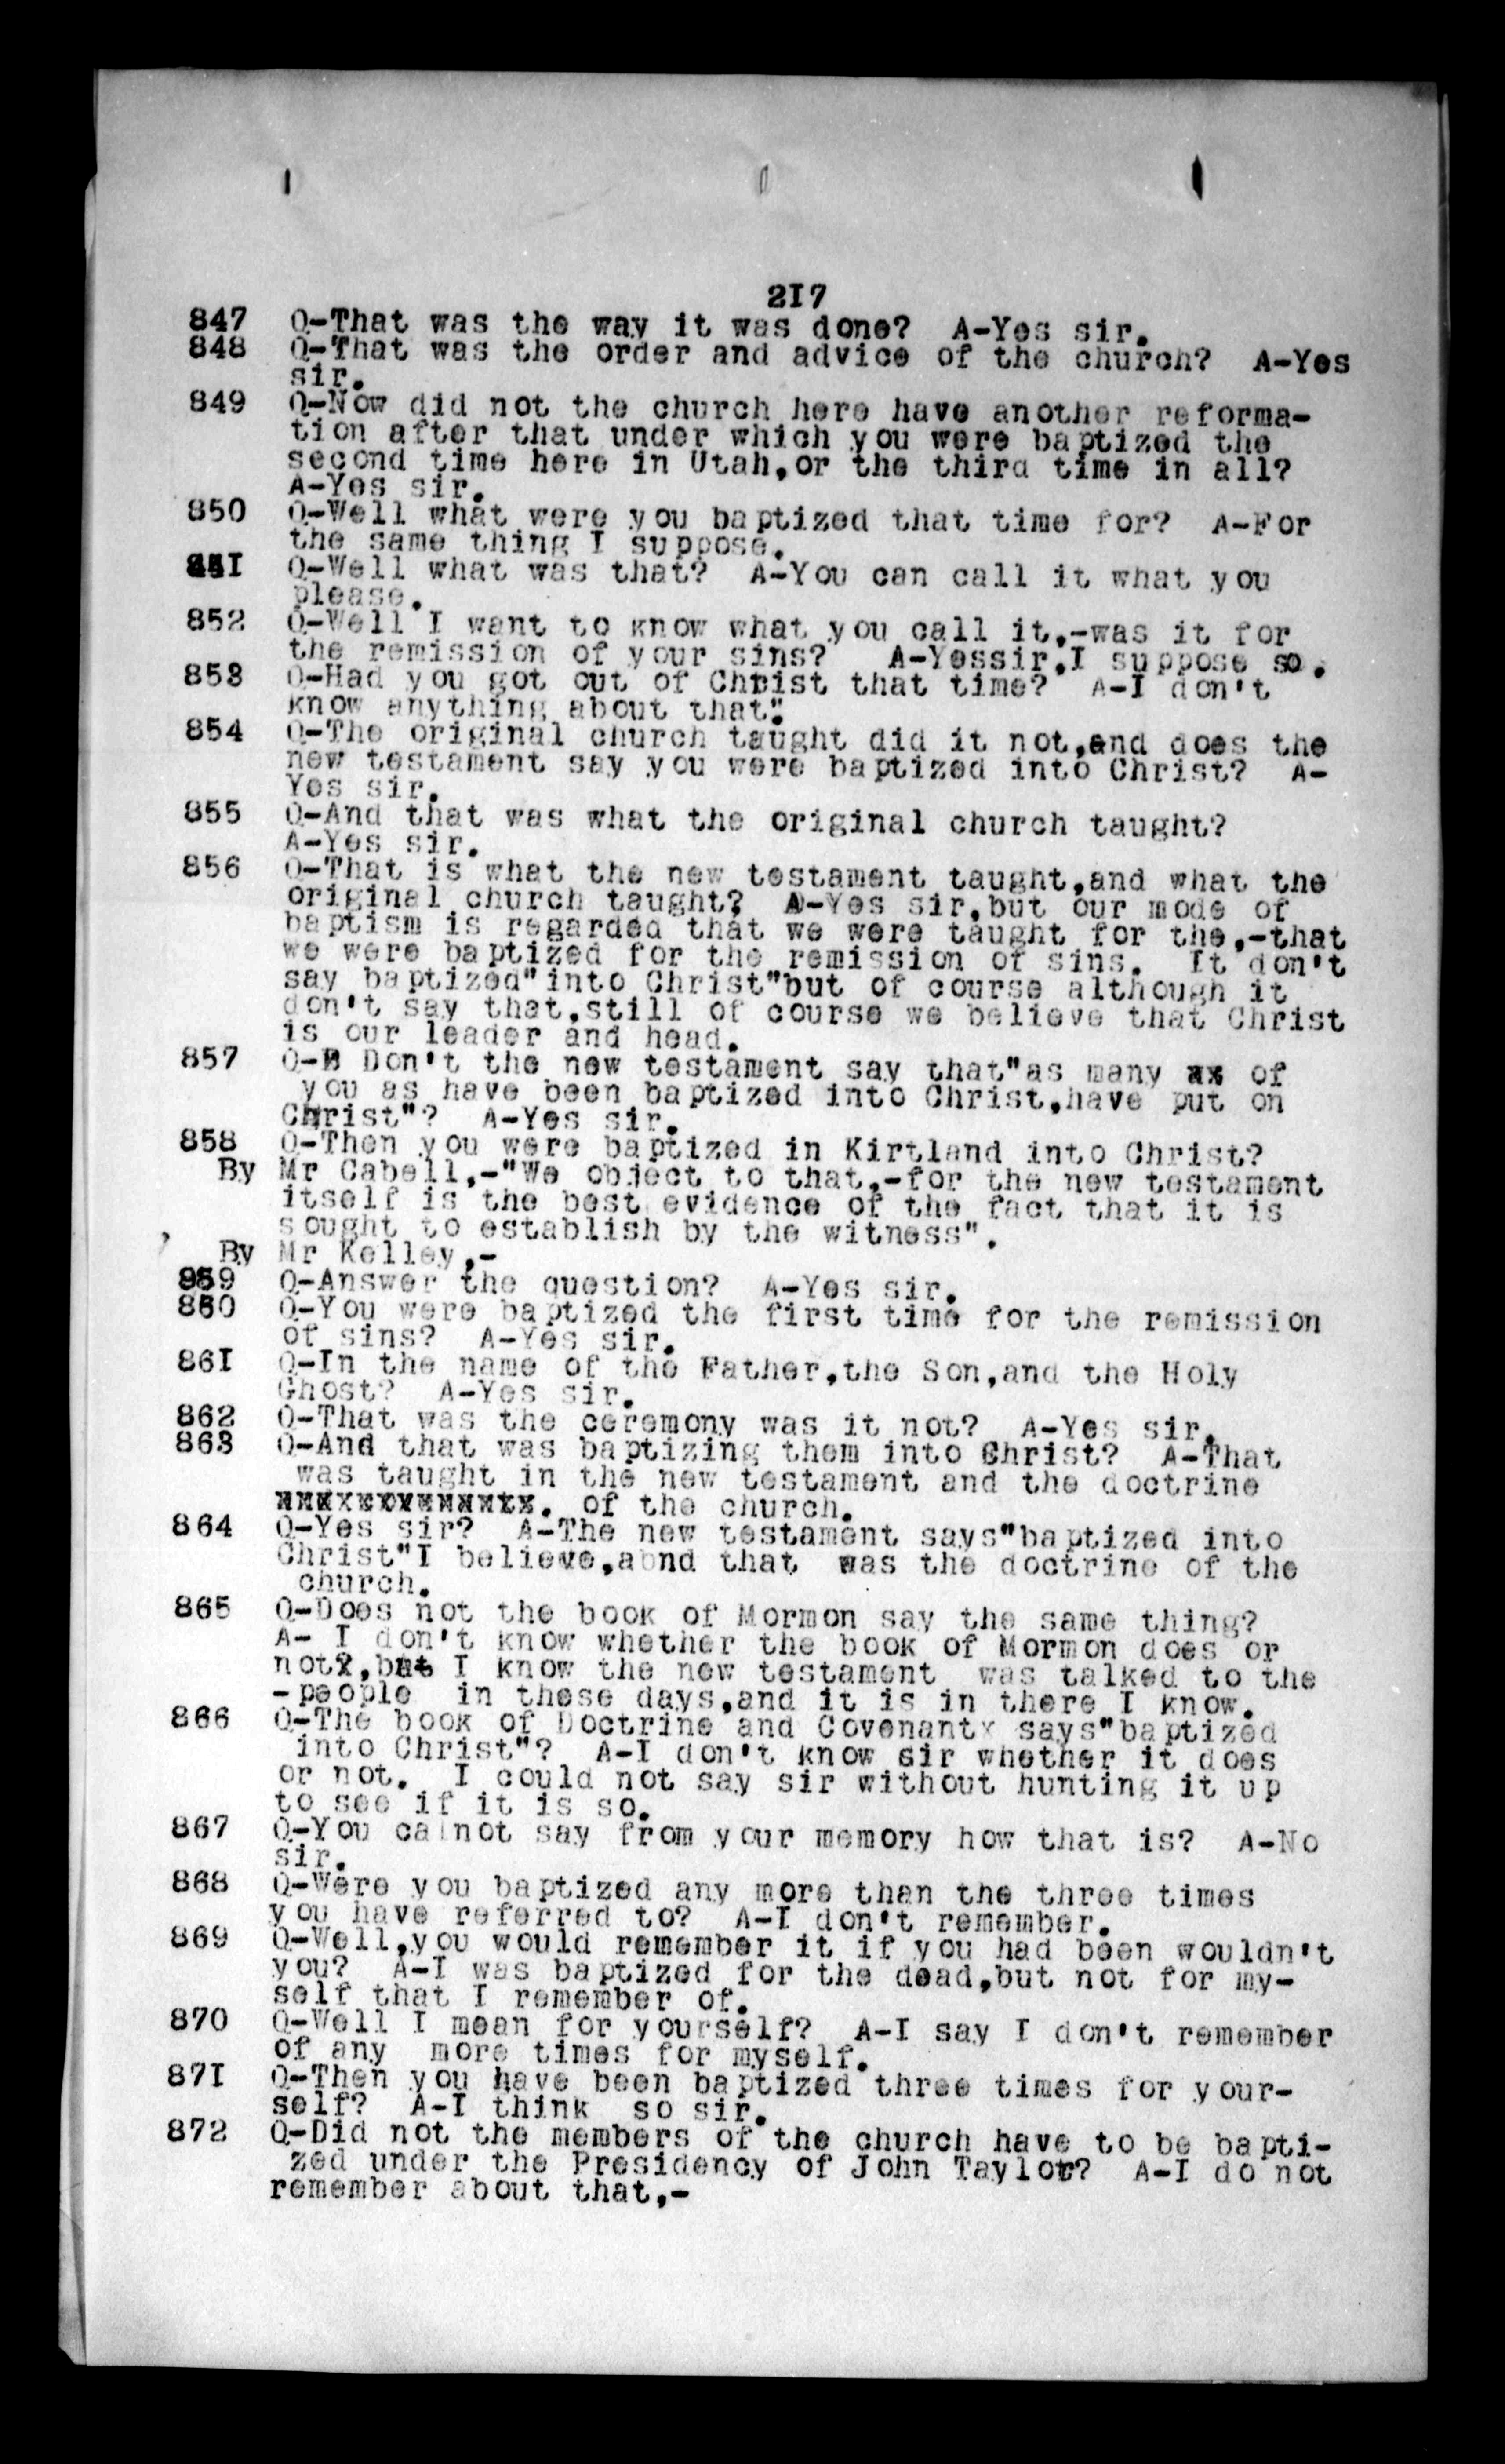 217
847 Q-That was the way it was done? A-Yes sir.
848 Q-That was the order and advice of the church? A-Yes
sir.
849 Q-Now did not the church here have another reforma-
tion after that under which you were baptized the
second time here in Utah,or the third time in all?
A-Yes sir.
850 Q-Well what were you baptized that time for? A-For
the same thing I suppose.
851 Q-Well what was that? A-You can call it what you
please.
852 Q-Well I want to know what you call it,-was it for
the remission of your sins? A-Yessir,I suppose so.
853 Q-Had you got out of Christ that time? A-I don't
know anything about that.
854 Q-The original church taught did it not,and does the
new testament say you were baptized into Christ? A-
Yes sir.
855 Q-And that was what the original church taught?
A-Yes sir.
856 Q-That is what the new testament taught,and what the
original church taught? A-Yes sir,but our mode of
baptism is regarded that we were taught for the,-that
we were baptized for the remission of sins. It don't
say baptized"into Christ"but of course although it
don't say that,still of course we believe that Christ
is our leader and head.
857 Q- Don't the new testament say that"as many of
you as have been baptized into Christ,have put on
Christ"? A-Yes sir.
858 Q-Then you were baptized in Kirtland into Christ?
By Mr Cabell,-"We object to that,-for the new testament
itself is the best evidence of the fact that it is
sought to establish by the witness".
By Mr Kelley,-
859 Q-Answer the question? A-Yes sir.
860 Q-You were baptized the first time for the remission
of sins? A-Yes sir.
861 Q-In the name of the Father,the Son,and the Holy
Ghost? A-Yes sir.
862 Q-That was the ceremony was it not? A-Yes sir.
863 Q-And that was baptizing them into Christ? A-That
was taught in the new testament and the doctrine
of the church.
864 Q-Yes sir? A-The new testament says"baptized into
Christ"I believe,abnd that was the doctrine of the
church.
865 Q-Does not the book of Mormon say the same thing?
A- I don't know whether the book of Mormon does or
not,but I know the new testament was talked to the
-people in these days,and it is in there I know.
866 Q-The book of Doctrine and Covenant says"baptized
into Christ"? A-I don't know sir whether it does
or not. I could not say sir without hunting it up
to see if it is so.
867 Q-You cannot say from your memory how that is? A-No
sir.
868 Q-Were you baptized any more than the three times
you have referred to? A-I don't remember.
869 Q-Well,you would remember it if you had been wouldn't
you? A-I was baptized for the dead,but not for my-
self that I remember of.
870 Q-Well I mean for yourself? A-I say I don't remember
of any more times for myself.
871 Q-Then you have been baptized three times for your-
self? A-I think so sir.
872 Q-Did not the members of the church have to be bapti-
zed under the Presidency of John Taylor? A-I do not
remember about that,-